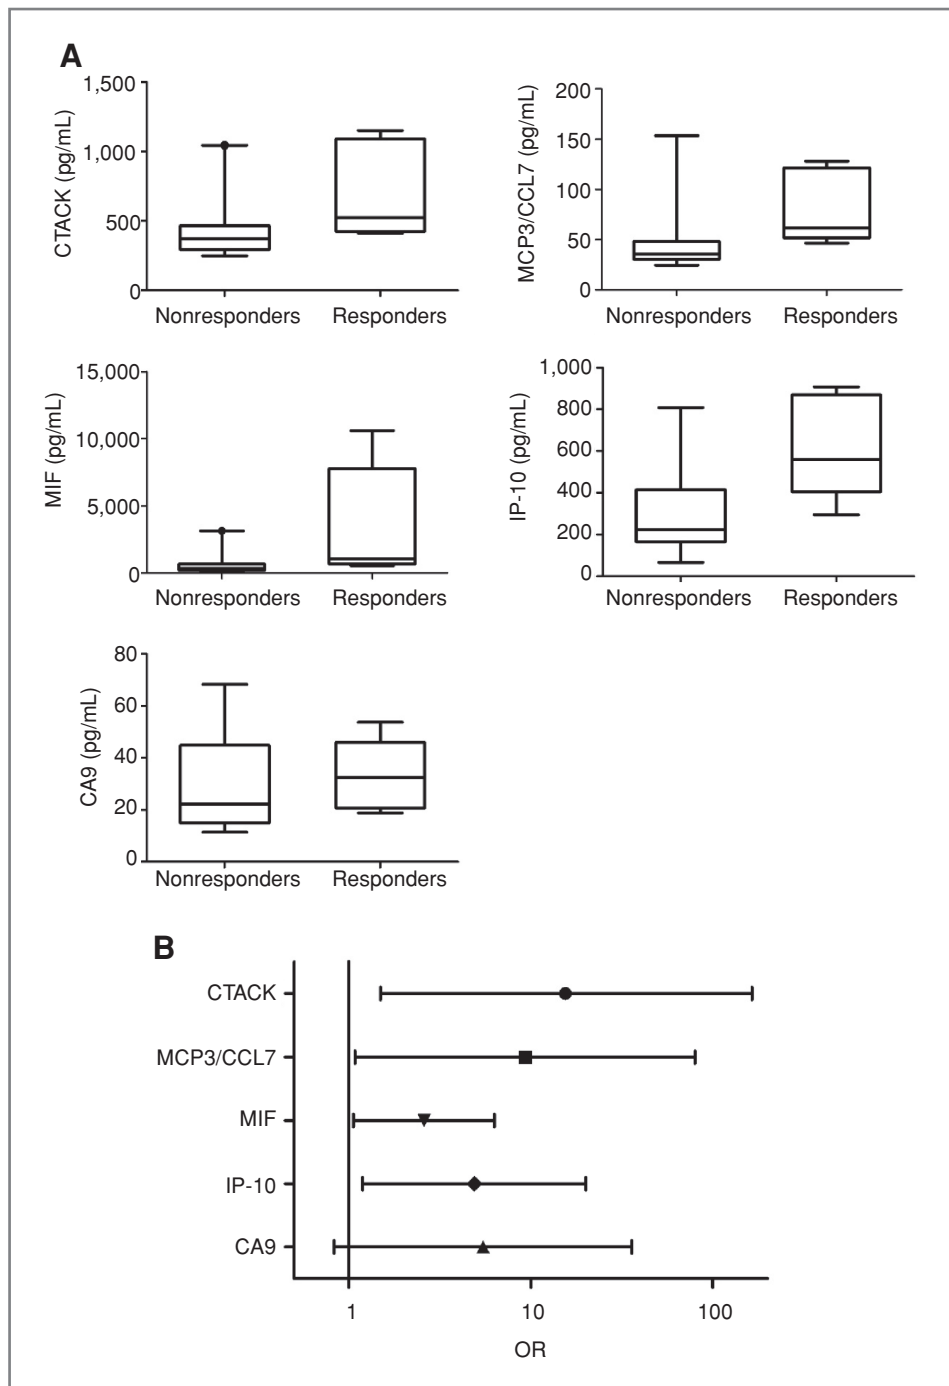 A
CTACK (pg/mL)
1,500
1,000
500
0
Nonresponders Responders
MCP3/CCL7 (pg/mL)
200
150
100
50
0
Nonresponders Responders
MIF (pg/mL)
15,000
10,000
5,000
0
Nonresponders Responders
IP-10 (pg/mL)
1,000
800
600
400
200
0
Nonresponders Responders
CA9 (pg/mL)
80
60
40
20
0
Nonresponders Responders
B
CTACK
MCP3/CCL7
MIF
IP-10
CA9
1 10 100
OR